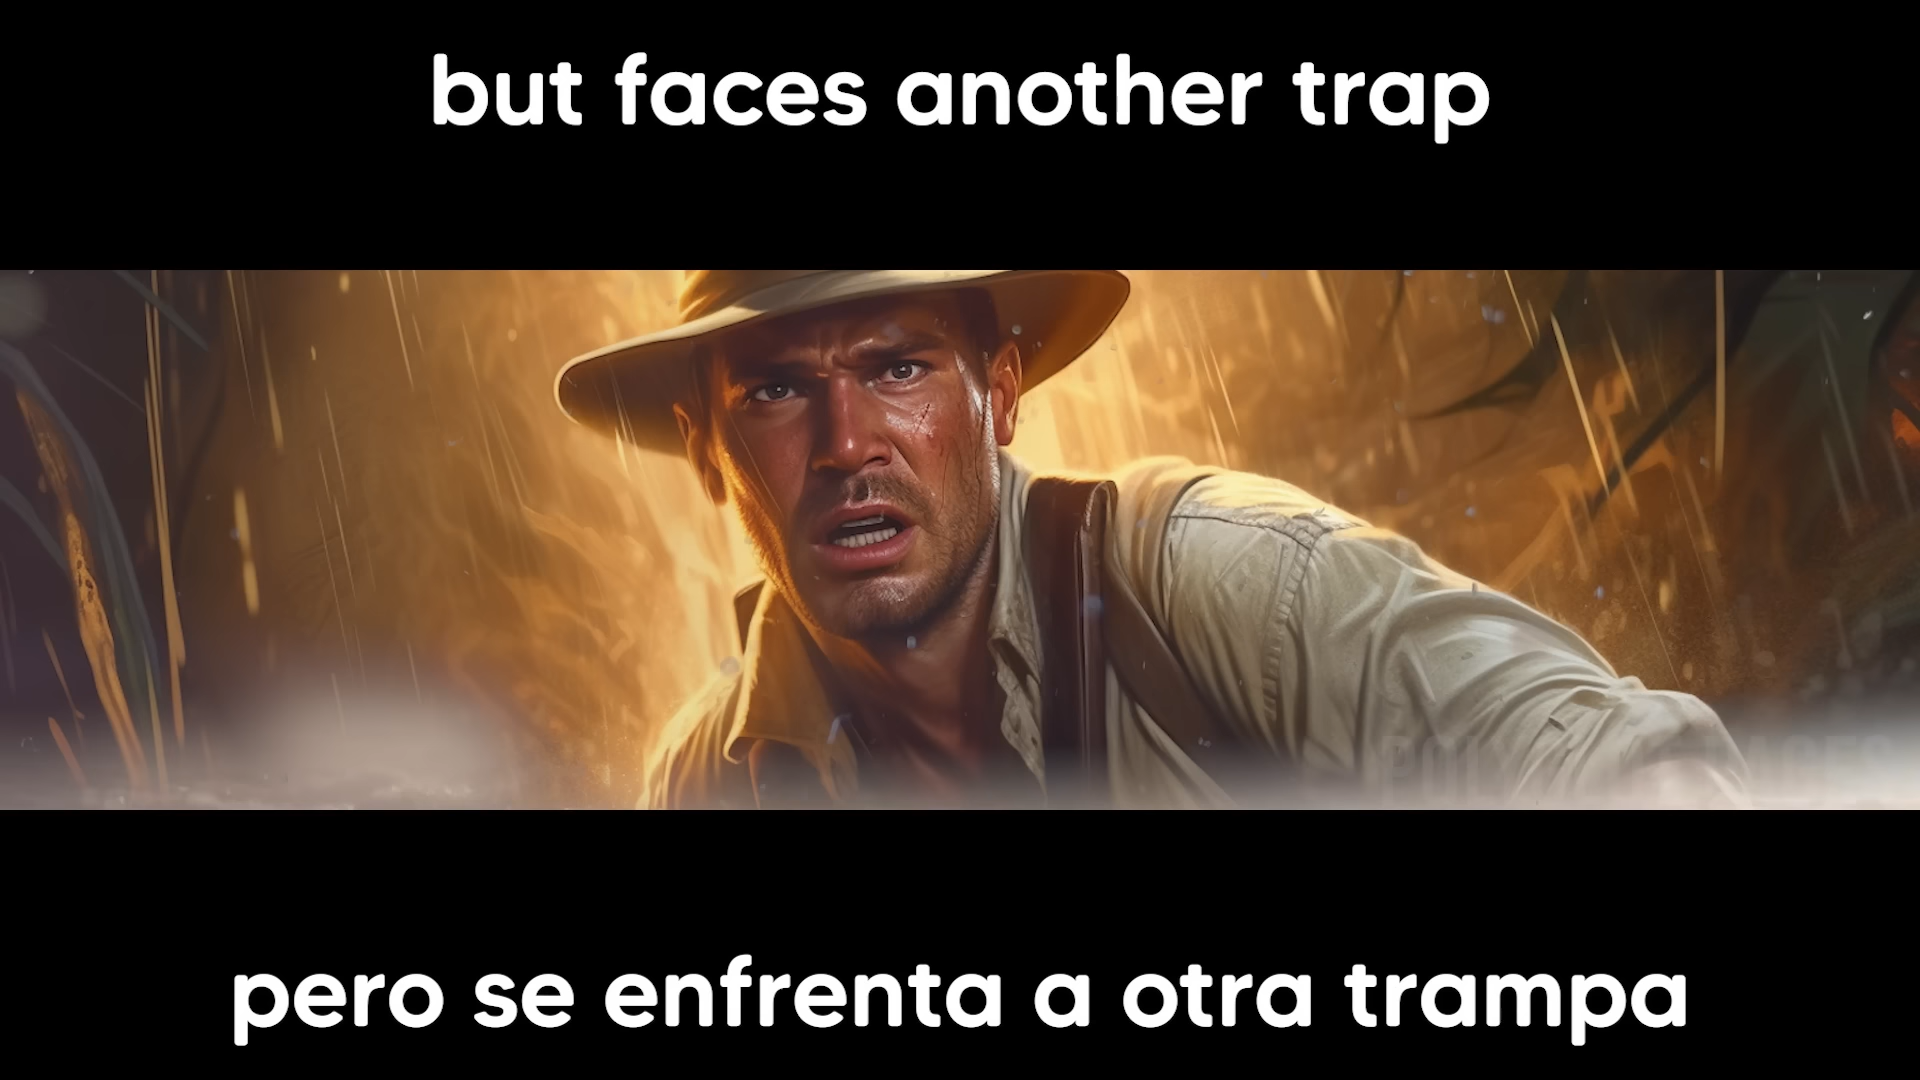 but faces another trap
pero se enfrenta a otra trampa